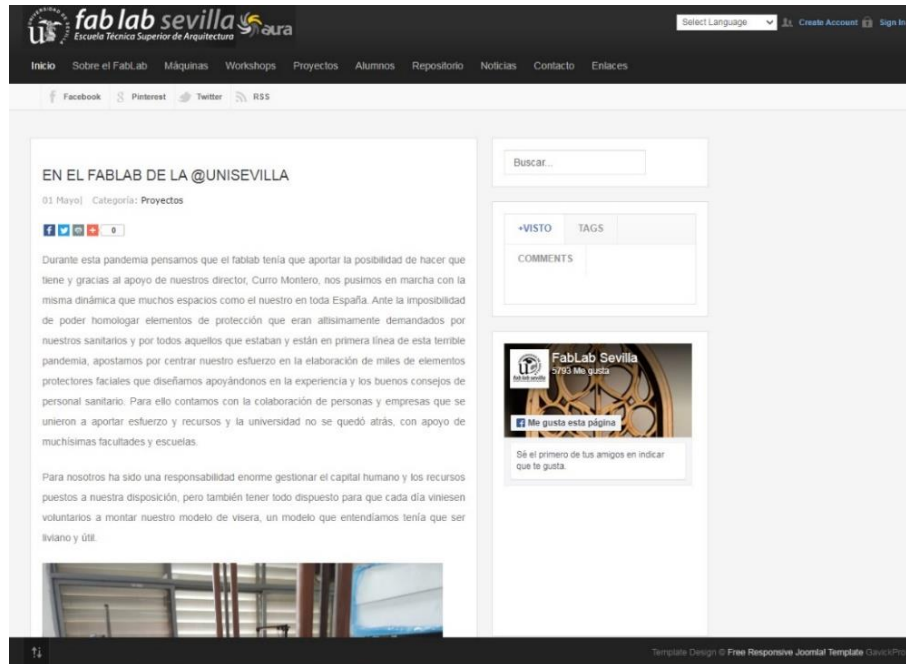 fab lab sevilla
Escuela Técnica Superior de Arquitectura
aura
Select Language
Create Account
Sign In
Inicio Sobre el FabLab Máquinas Workshops Proyectos Alumnos Repositorio Noticias Contacto Enlaces
Facebook Pinterest Twitter RSS
EN EL FABLAB DE LA @UNISEVILLA
01 Mayo| Categoría: Proyectos
0
Durante esta pandemia pensamos que el fablab tenía que aportar la posibilidad de hacer que
tiene y gracias al apoyo de nuestros director, Curro Montero, nos pusimos en marcha con la
misma dinámica que muchos espacios como el nuestro en toda España. Ante la imposibilidad
de poder homologar elementos de protección que eran altisimamente demandados por
nuestros sanitarios y por todos aquellos que estaban y están en primera línea de esta terrible
pandemia, apostamos por centrar nuestro esfuerzo en la elaboración de miles de elementos
protectores faciales que diseñamos apoyándonos en la experiencia y los buenos consejos de
personal sanitario. Para ello contamos con la colaboración de personas y empresas que se
unieron a aportar esfuerzo y recursos y la universidad no se quedó atrás, con apoyo de
muchísimas facultades y escuelas.
Para nosotros ha sido una responsabilidad enorme gestionar el capital humano y los recursos
puestos a nuestra disposición, pero también tener todo dispuesto para que cada día viniesen
voluntarios a montar nuestro modelo de visera, un modelo que entendíamos tenía que ser
liviano y útil.
Buscar...
+VISTO TAGS
COMMENTS
FabLab Sevilla
5793 Me gusta
Me gusta esta página
Sé el primero de tus amigos en indicar
que te gusta.
Template Design © Free Responsive Joomla! Template GavickPro